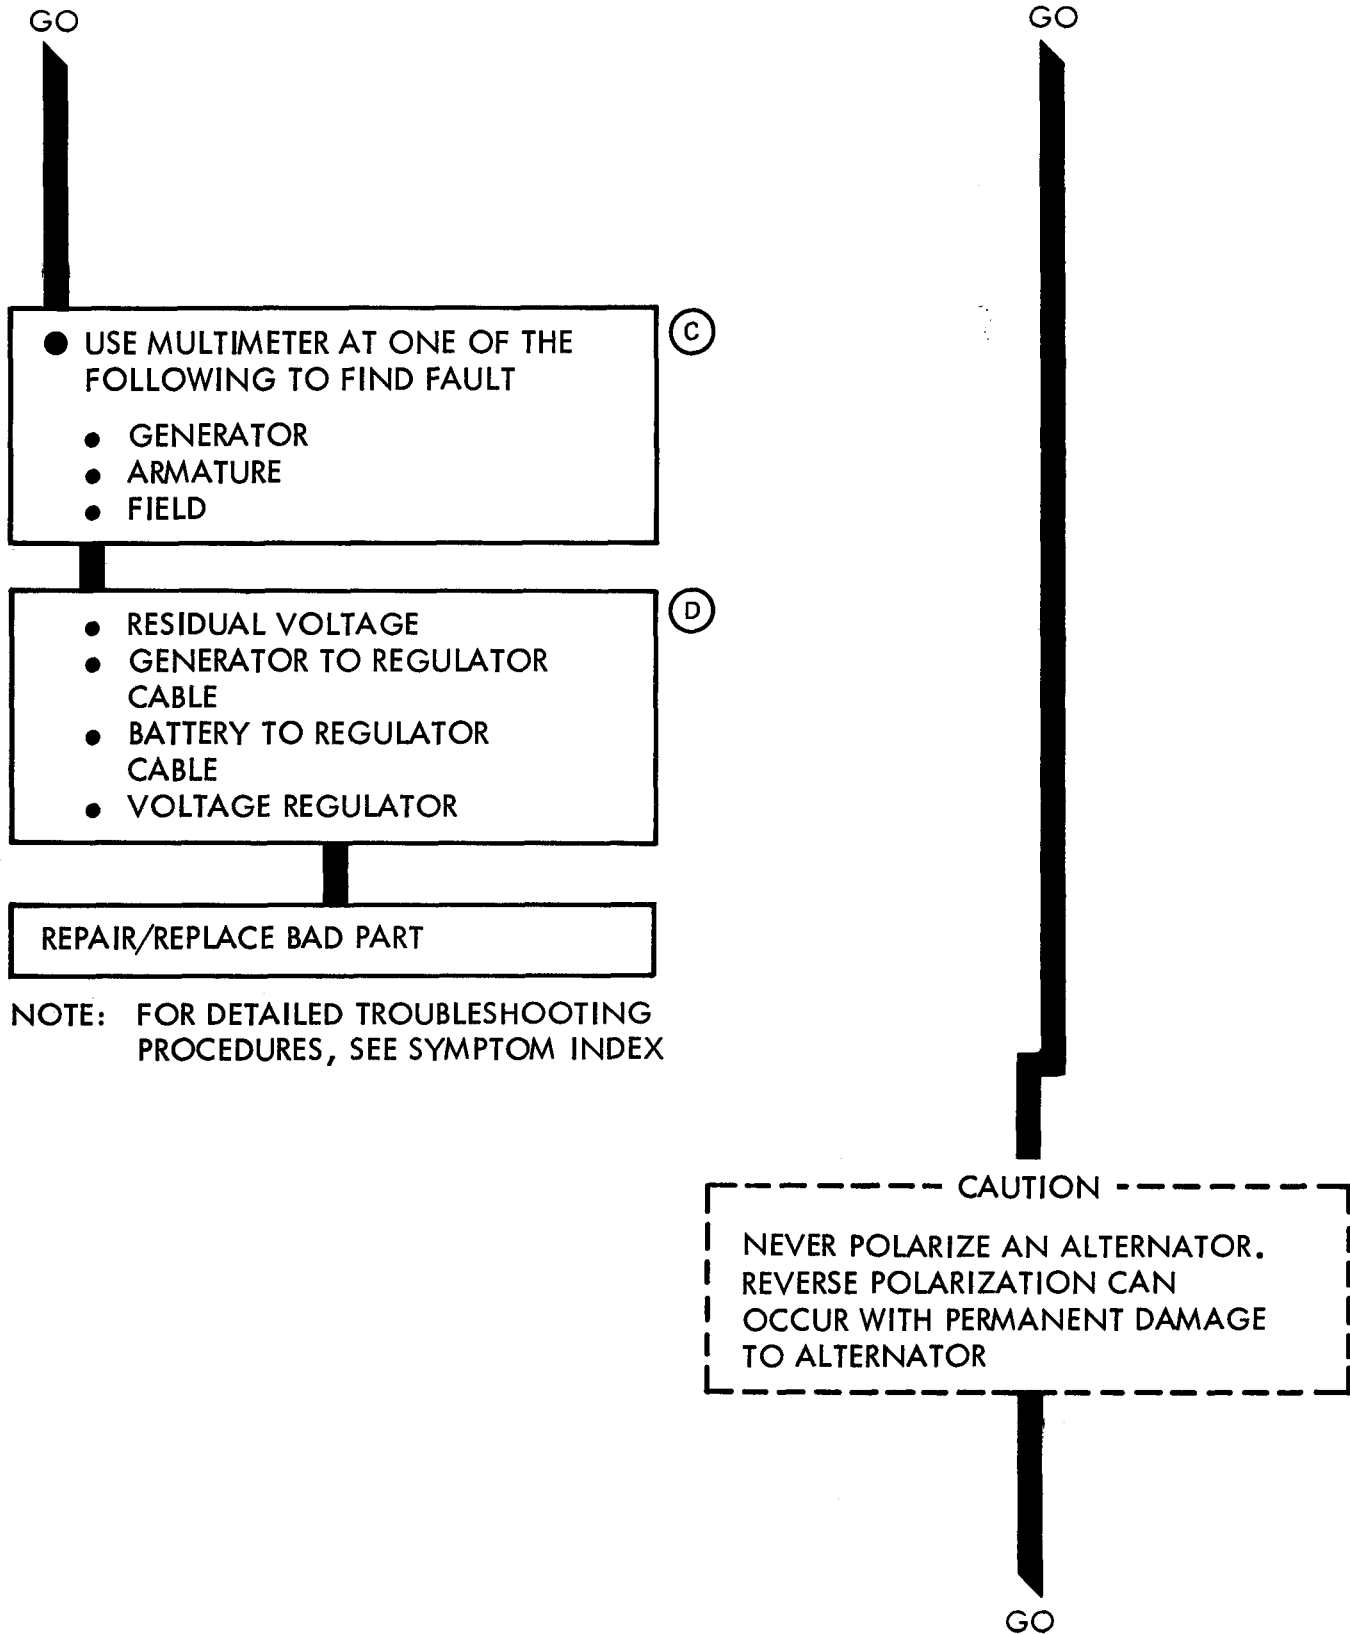 GO
GO
● USE MULTIMETER AT ONE OF THE
FOLLOWING TO FIND FAULT
● GENERATOR
● ARMATURE
● FIELD
C
● RESIDUAL VOLTAGE
● GENERATOR TO REGULATOR
CABLE
● BATTERY TO REGULATOR
CABLE
● VOLTAGE REGULATOR
D
REPAIR/REPLACE BAD PART
NOTE: FOR DETAILED TROUBLESHOOTING
PROCEDURES, SEE SYMPTOM INDEX
CAUTION
NEVER POLARIZE AN ALTERNATOR.
REVERSE POLARIZATION CAN
OCCUR WITH PERMANENT DAMAGE
TO ALTERNATOR
GO